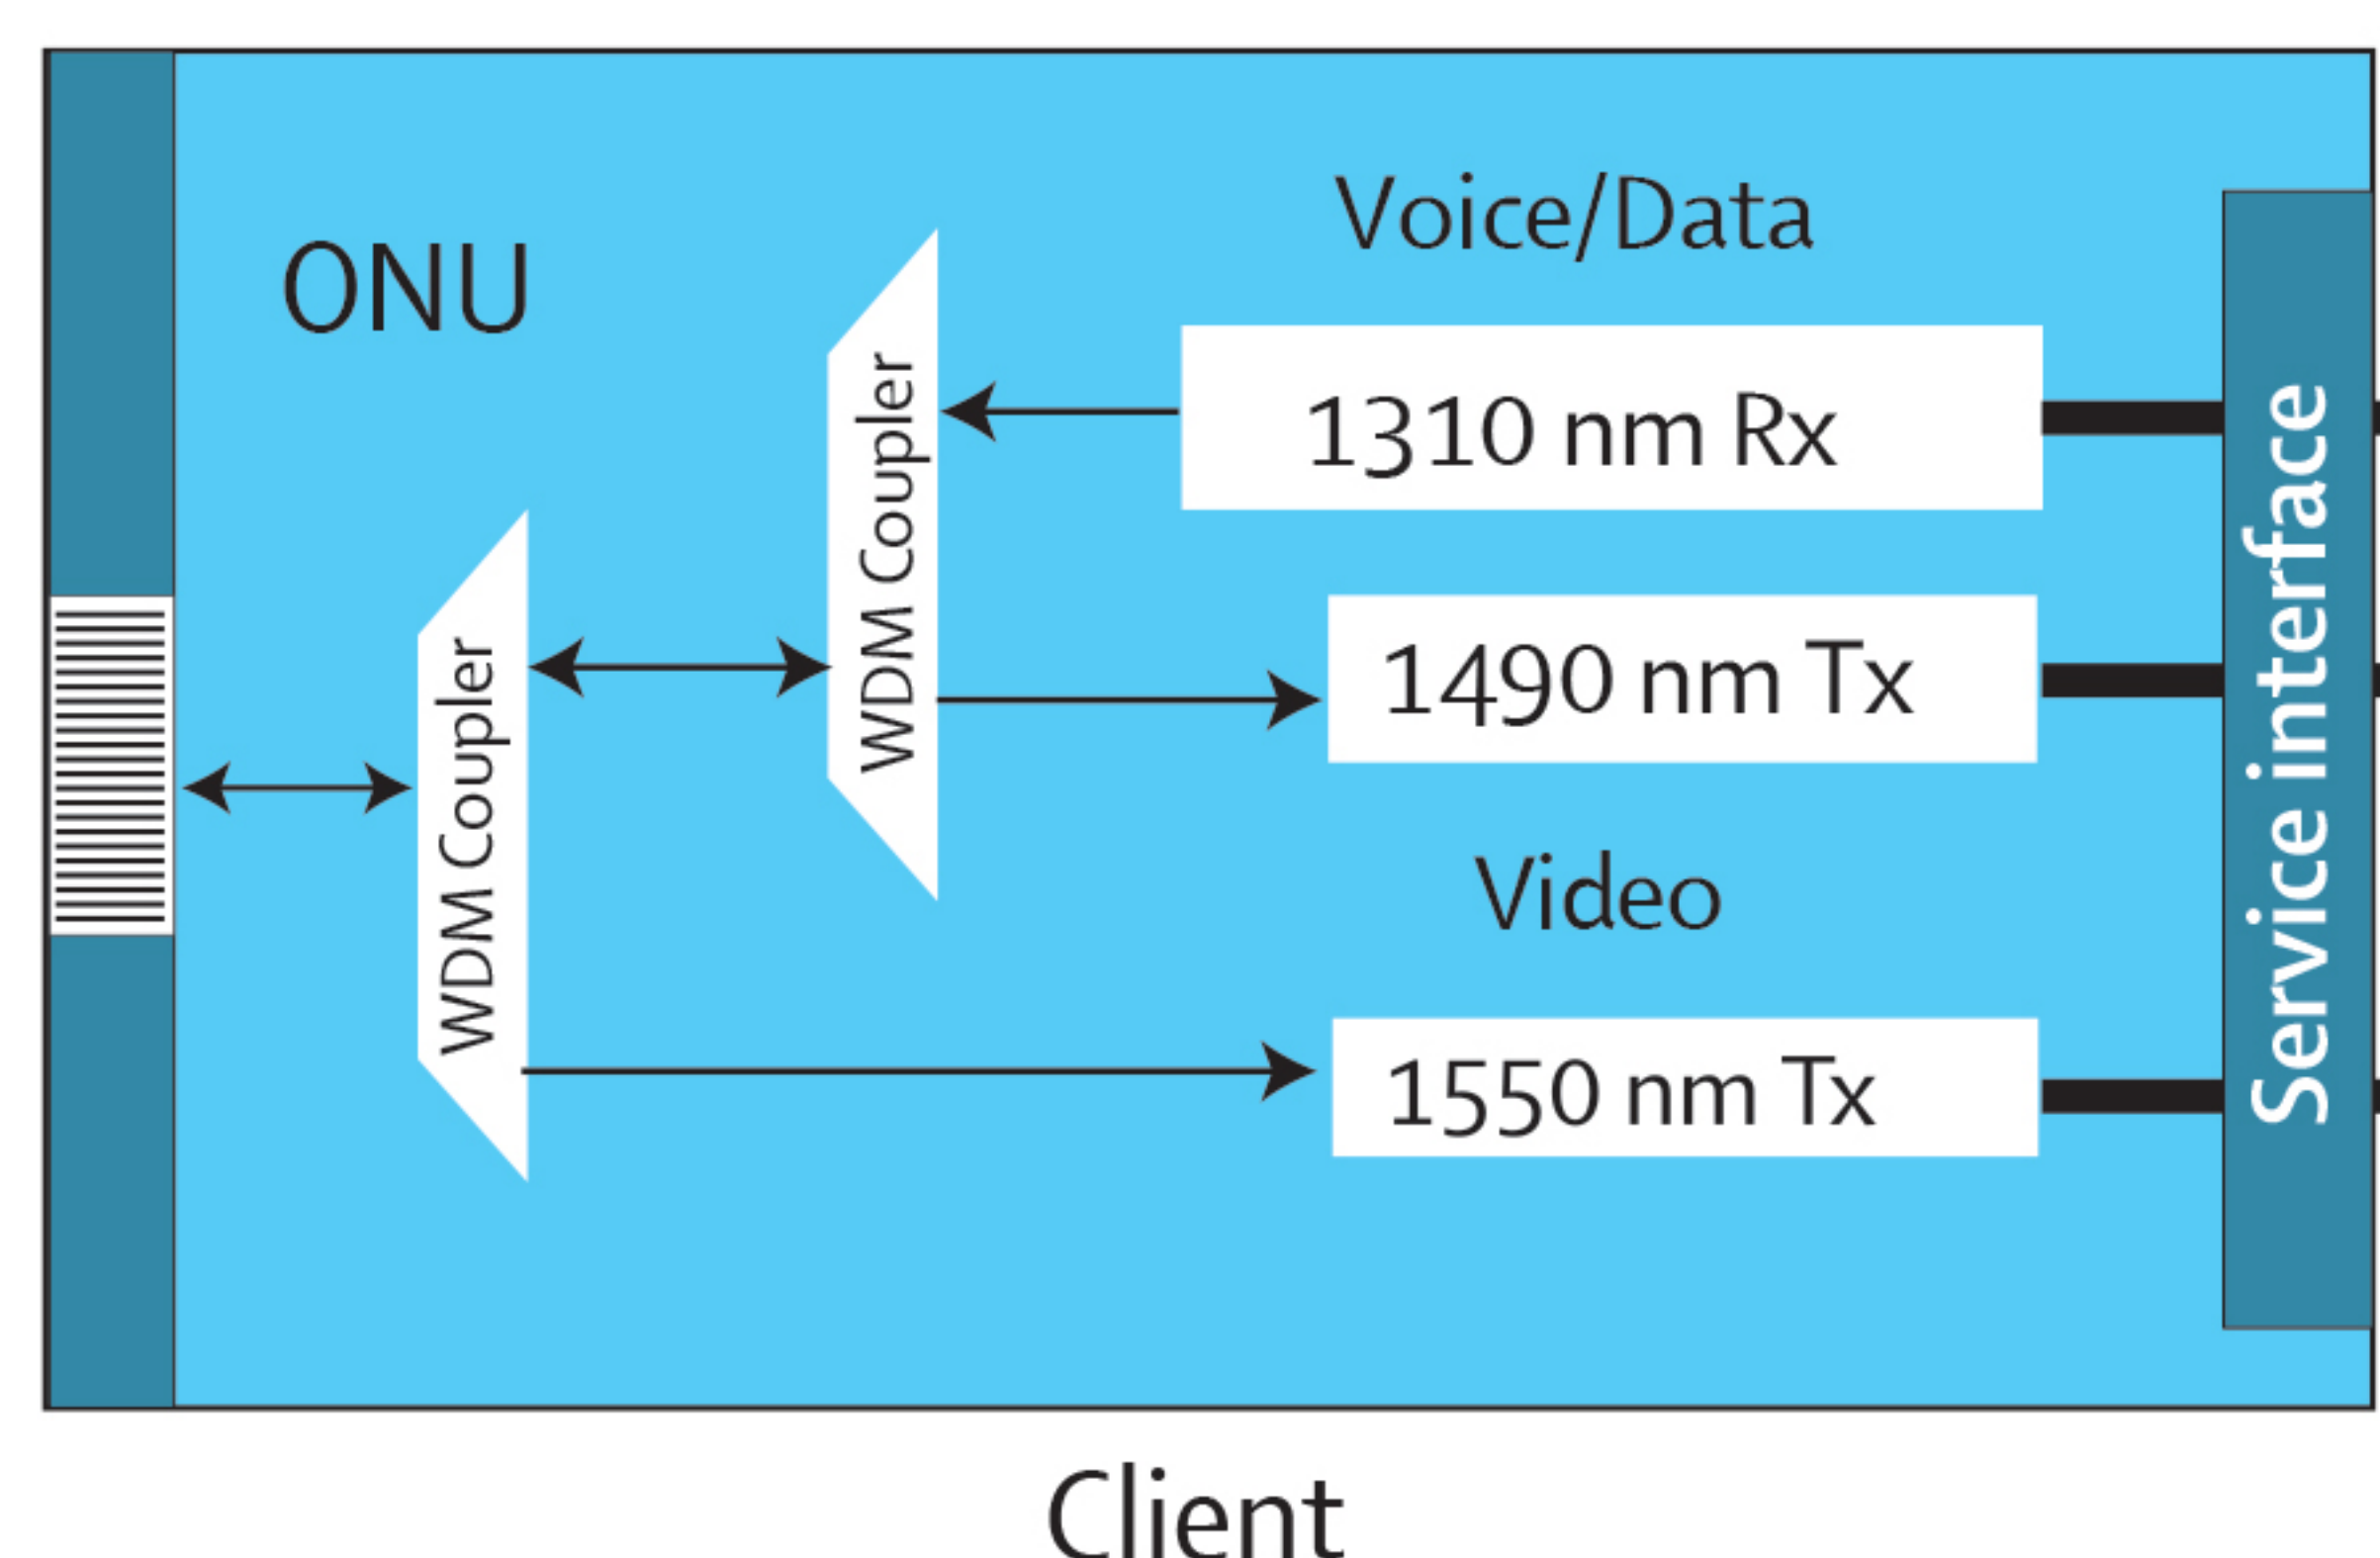 ONU
Voice/Data
WDM Coupler
1310 nm Rx
WDM Coupler
1490 nm Tx
Video
1550 nm Tx
Service interface
Client